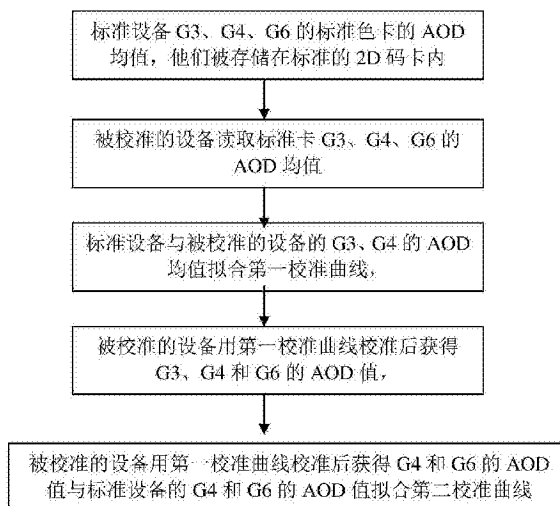 标准设备 G3、G4、G6 的标准色卡的 AOD
均值，他们被存储在标准的 2D 码卡内
被校准的设备读取标准卡 G3、G4、G6 的
AOD 均值
标准设备与被校准的设备的 G3、G4 的 AOD
均值拟合第一校准曲线，
被校准的设备用第一校准曲线校准后获得
G3、G4 和 G6 的 AOD 值，
被校准的设备用第一校准曲线校准后获得 G4 和 G6 的 AOD
值与标准设备的 G4 和 G6 的 AOD 值拟合第二校准曲线